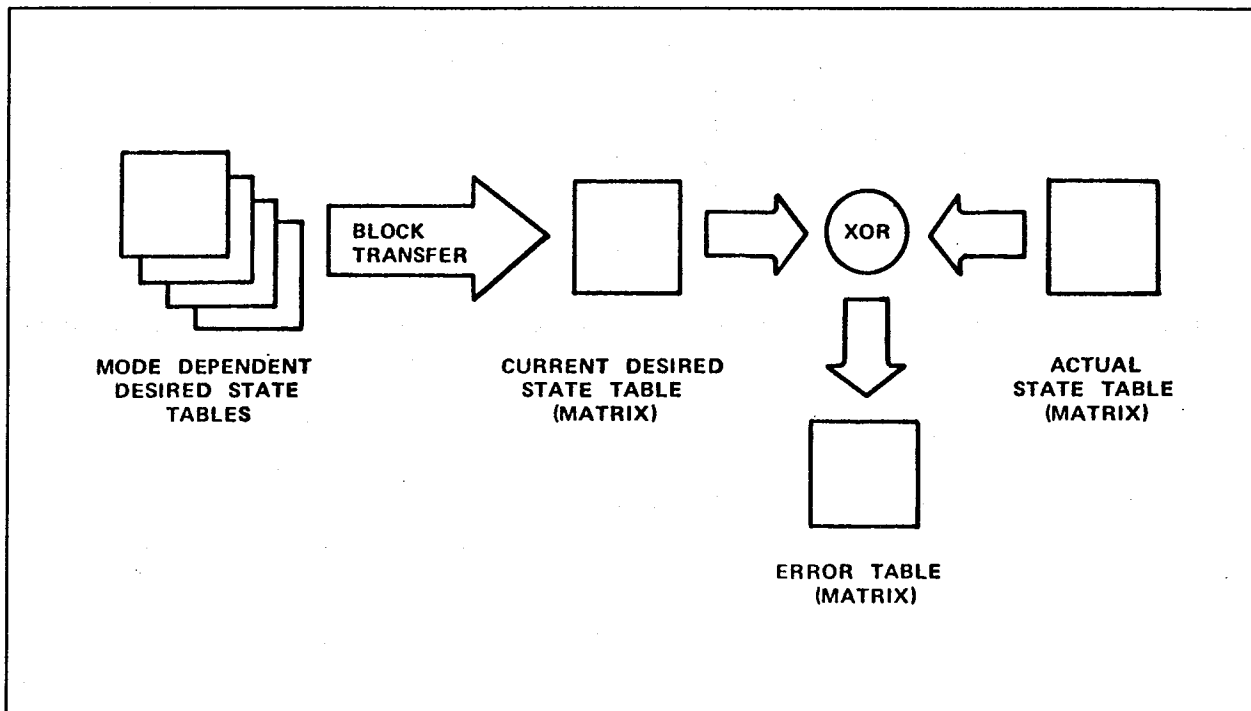 BLOCK
TRANSFER
XOR
MODE DEPENDENT
DESIRED STATE
TABLES
CURRENT DESIRED
STATE TABLE
(MATRIX)
ACTUAL
STATE TABLE
(MATRIX)
ERROR TABLE
(MATRIX)